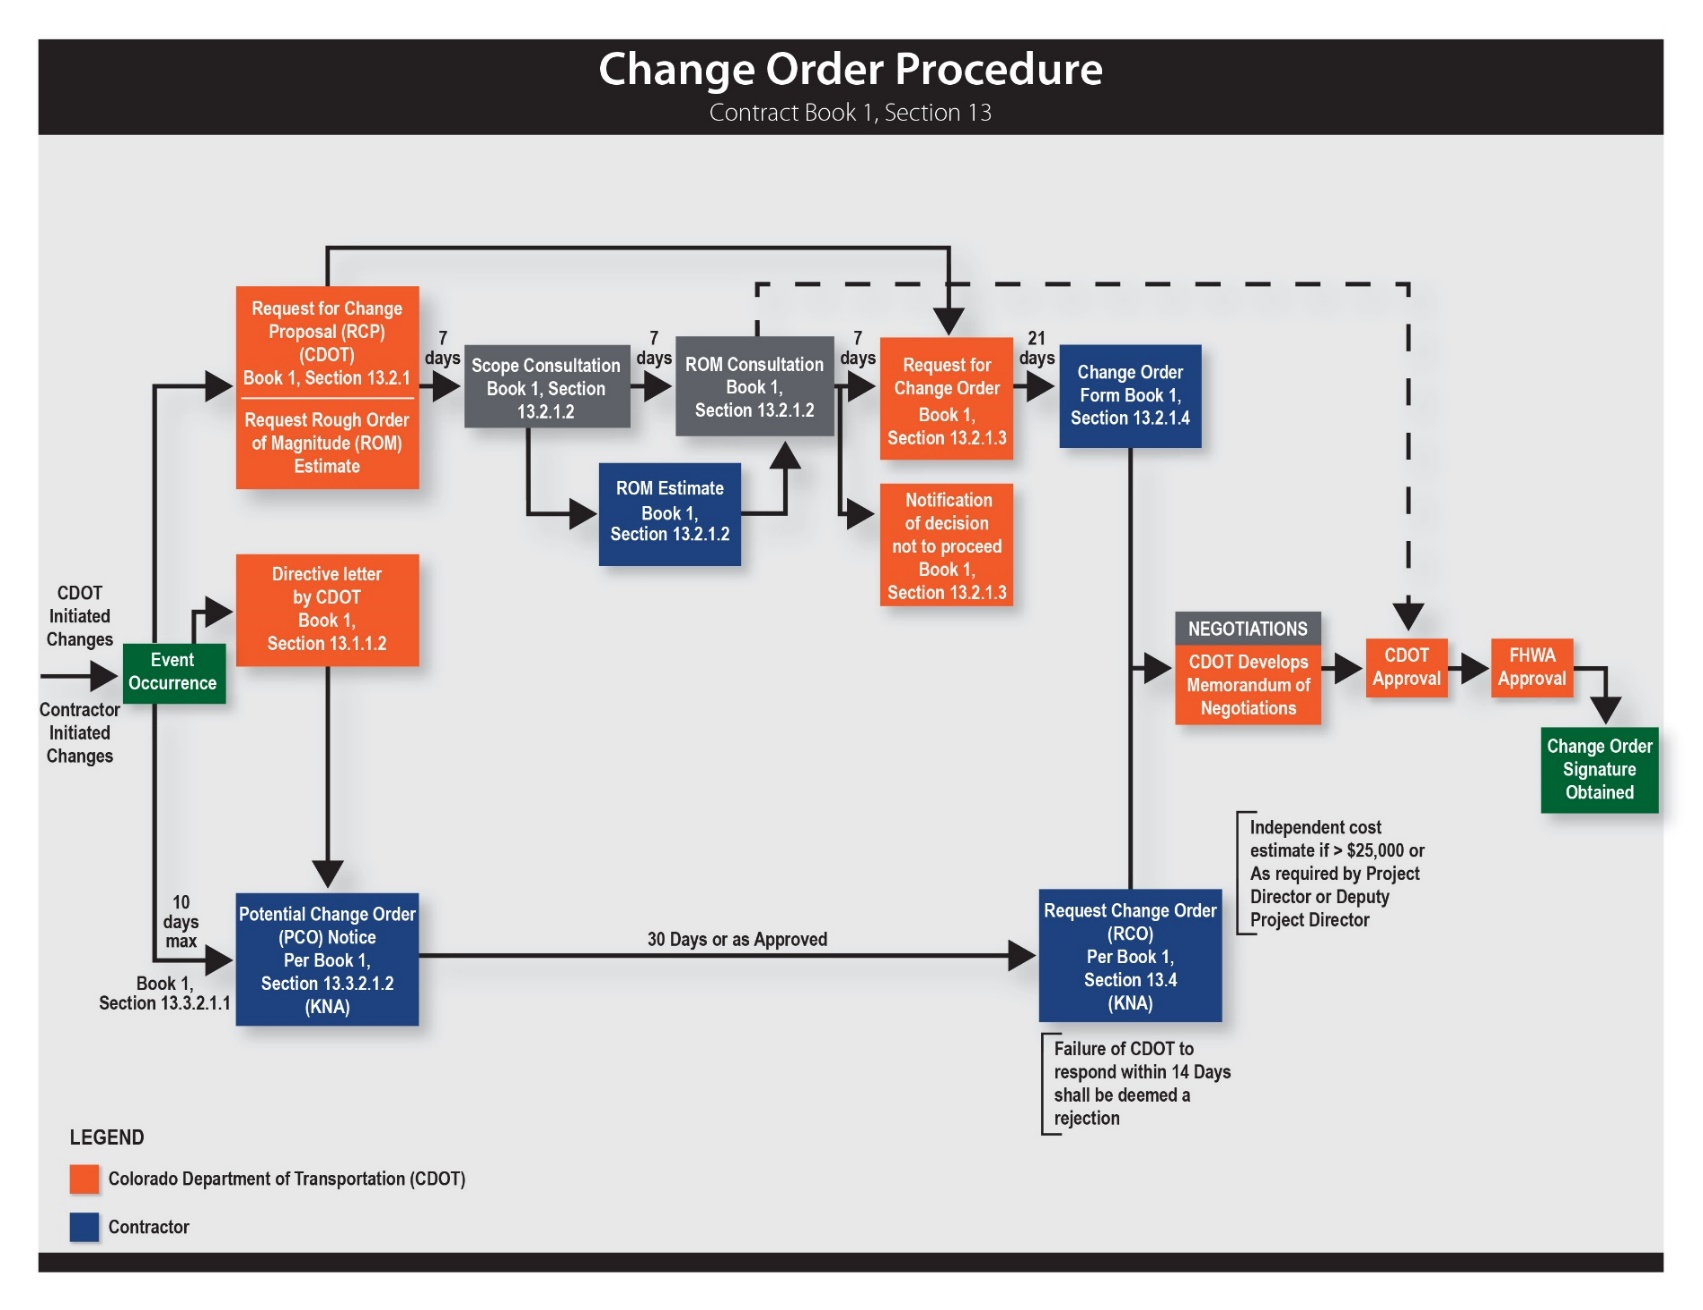 Change Order Procedure
Contract Book 1, Section 13
Request for Change
Proposal (RCP)
(CDOT)
Book 1, Section 13.2.1
Request Rough Order
of Magnitude (ROM)
Estimate
7
days
Scope Consultation
Book 1, Section
13.2.1.2
7
days
ROM Consultation
Book 1,
Section 13.2.1.2
7
days
Request for
Change Order
Book 1,
Section 13.2.1.3
21
days
Change Order
Form Book 1,
Section 13.2.1.4
ROM Estimate
Book 1,
Section 13.2.1.2
Notification
of decision
not to proceed
Book 1,
Section 13.2.1.3
Directive letter
by CDOT
Book 1,
Section 13.1.1.2
CDOT
Initiated
Changes
Event
Occurrence
Contractor
Initiated
Changes
NEGOTIATIONS
CDOT Develops
Memorandum of
Negotiations
CDOT
Approval
FHWA
Approval
Change Order
Signature
Obtained
Independent cost
estimate if > $25,000 or
As required by Project
Director or Deputy
Project Director
10
days
max
Book 1,
Section 13.3.2.1.1
Potential Change Order
(PCO) Notice
Per Book 1,
Section 13.3.2.1.2
(KNA)
30 Days or as Approved
Request Change Order
(RCO)
Per Book 1,
Section 13.4
(KNA)
Failure of CDOT to
respond within 14 Days
shall be deemed a
rejection
LEGEND
Colorado Department of Transportation (CDOT)
Contractor